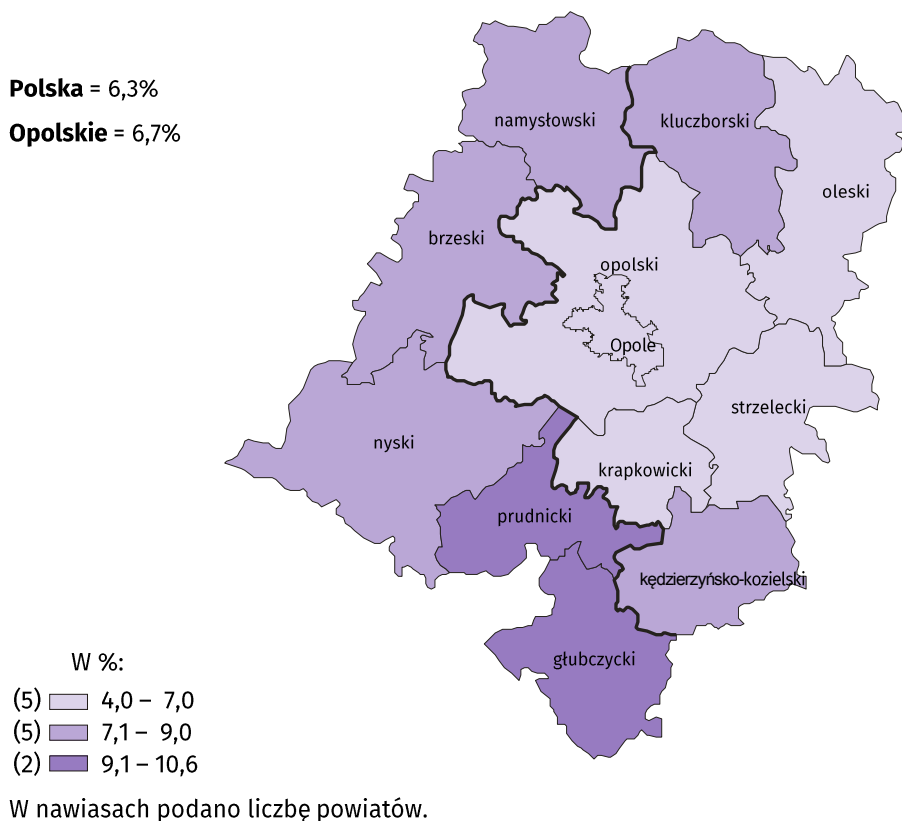 Polska = 6,3%
Opolskie = 6,7%
namysłowski
kluczborski
oleski
brzeski
opolski
Opole
strzelecki
nyski
krapkowicki
prudnicki
kędzierzyńsko-kozielski
głubczycki
W %:
(5) 4,0 – 7,0
(5) 7,1 – 9,0
(2) 9,1 – 10,6
W nawiasach podano liczbę powiatów.